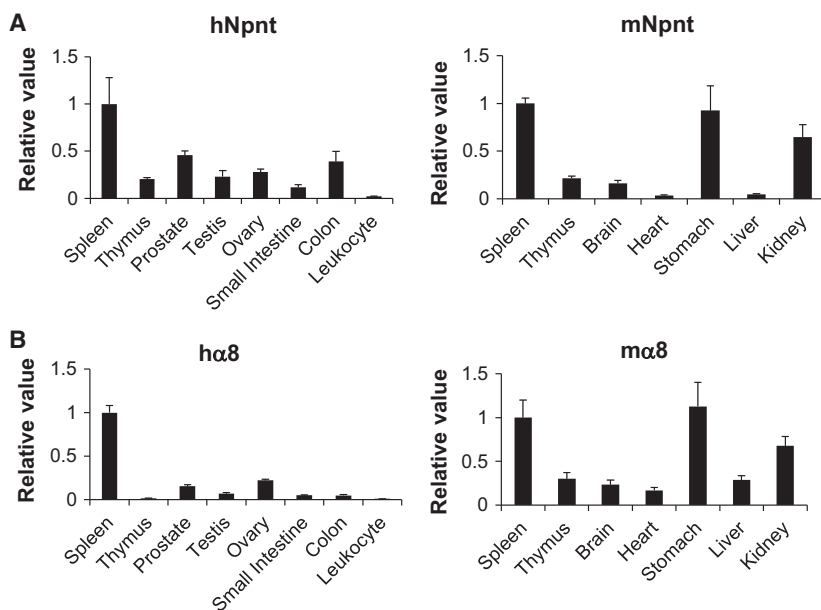 A
hNpnt
Relative value
1.5
1
0.5
0
Spleen
Thymus
Prostate
Testis
Ovary
Small Intestine
Colon
Leukocyte
mNpnt
Relative value
1.5
1
0.5
0
Spleen
Thymus
Brain
Heart
Stomach
Liver
Kidney
B
hα8
Relative value
1.5
1
0.5
0
Spleen
Thymus
Prostate
Testis
Ovary
Small Intestine
Colon
Leukocyte
mα8
Relative value
1.5
1
0.5
0
Spleen
Thymus
Brain
Heart
Stomach
Liver
Kidney